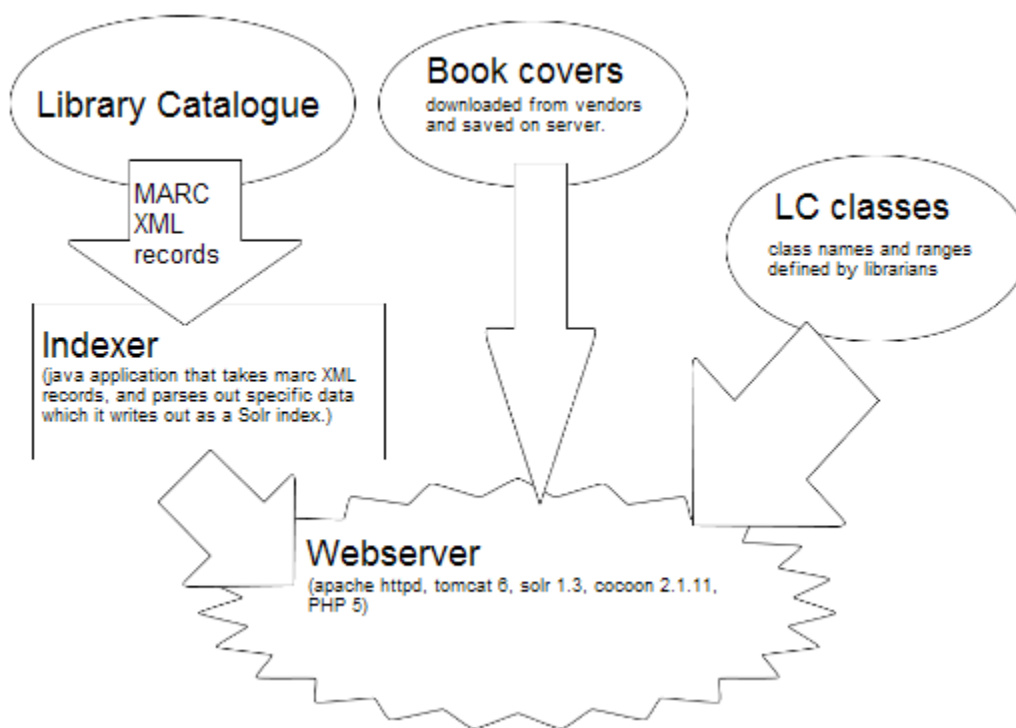 Library Catalogue
MARC
XML
records
Book covers
downloaded from vendors
and saved on server.
LC classes
class names and ranges
defined by librarians
Indexer
(java application that takes marc XML
records, and parses out specific data
which it writes out as a Solr index.)
Webserver
(apache httpd, tomcat 6, solr 1.3, cocoon 2.1.11,
PHP 5)